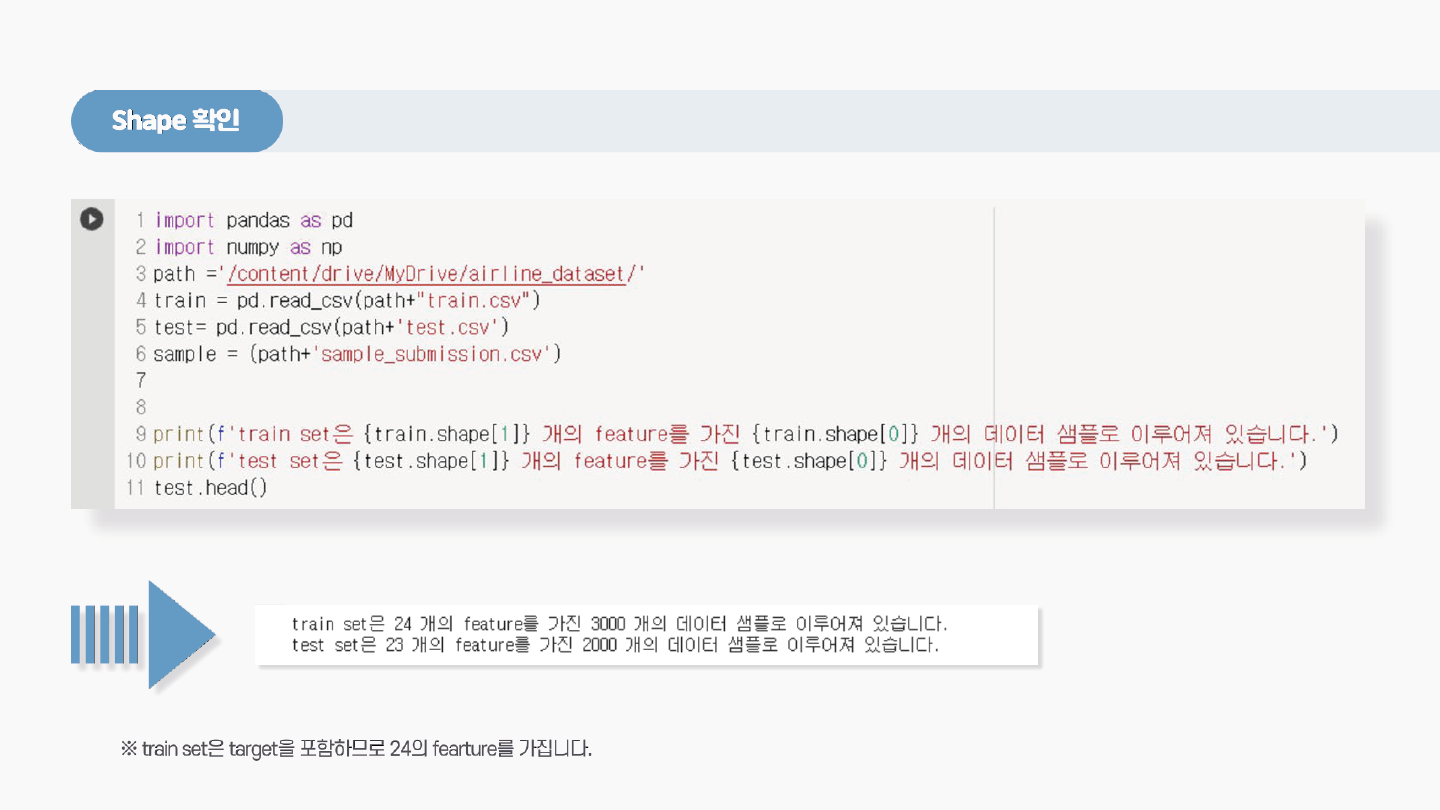 Shape 확인
1 import pandas as pd
2 import numpy as np
3 path ='/content/drive/MyDrive/airline_dataset/'
4 train = pd.read_csv(path+"train.csv")
5 test= pd.read_csv(path+'test.csv')
6 sample = (path+'sample_submission.csv')
7
8
9 print(f'train set은 {train.shape[1]} 개의 feature를 가진 {train.shape[0]} 개의 데이터 샘플로 이루어져 있습니다.')
10 print(f'test set은 {test.shape[1]} 개의 feature를 가진 {test.shape[0]} 개의 데이터 샘플로 이루어져 있습니다.')
11 test.head()
train set은 24 개의 feature를 가진 3000 개의 데이터 샘플로 이루어져 있습니다.
test set은 23 개의 feature를 가진 2000 개의 데이터 샘플로 이루어져 있습니다.
※ train set은 target을 포함하므로 24의 fearture를 가집니다.